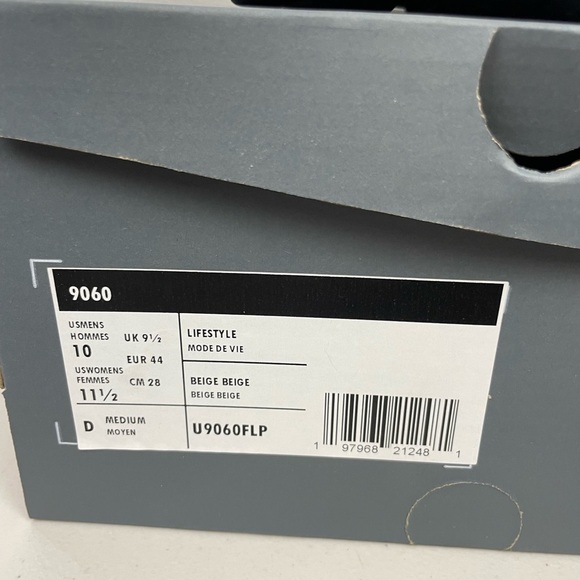 9060
USMENS
HOMMES
10
UK 9½
EUR 44
USWOMENS
FEMMES
11½
CM 28
D
MEDIUM
MOYEN
LIFESTYLE
MODE DE VIE
BEIGE BEIGE
BEIGE BEIGE
U9060FLP
1 97968 21248 1